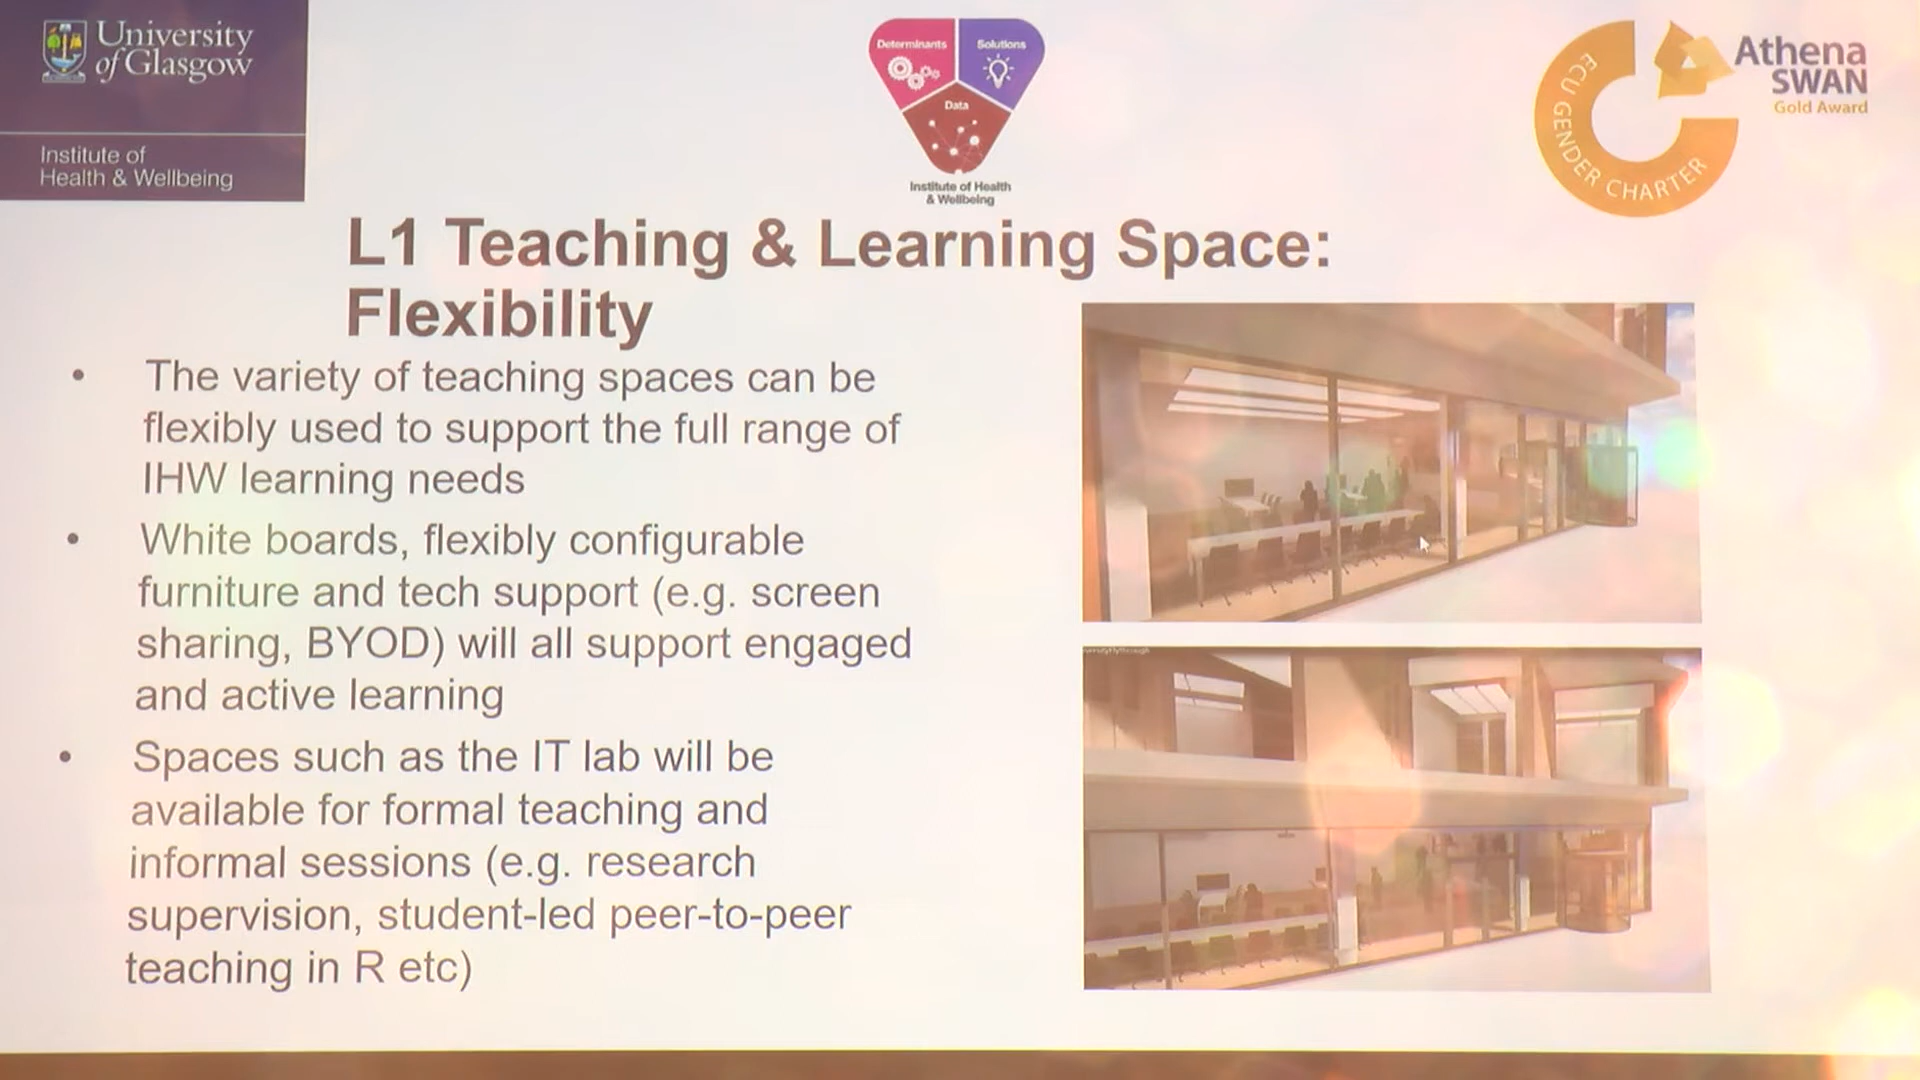 University
of Glasgow
Institute of
Health & Wellbeing
Determinants
Solutions
Data
Institute of Health
& Wellbeing
ECU GENDER CHARTER
Athena
SWAN
Gold Award
L1 Teaching & Learning Space:
Flexibility
• The variety of teaching spaces can be
flexibly used to support the full range of
IHW learning needs
• White boards, flexibly configurable
furniture and tech support (e.g. screen
sharing, BYOD) will all support engaged
and active learning
• Spaces such as the IT lab will be
available for formal teaching and
informal sessions (e.g. research
supervision, student-led peer-to-peer
teaching in R etc)